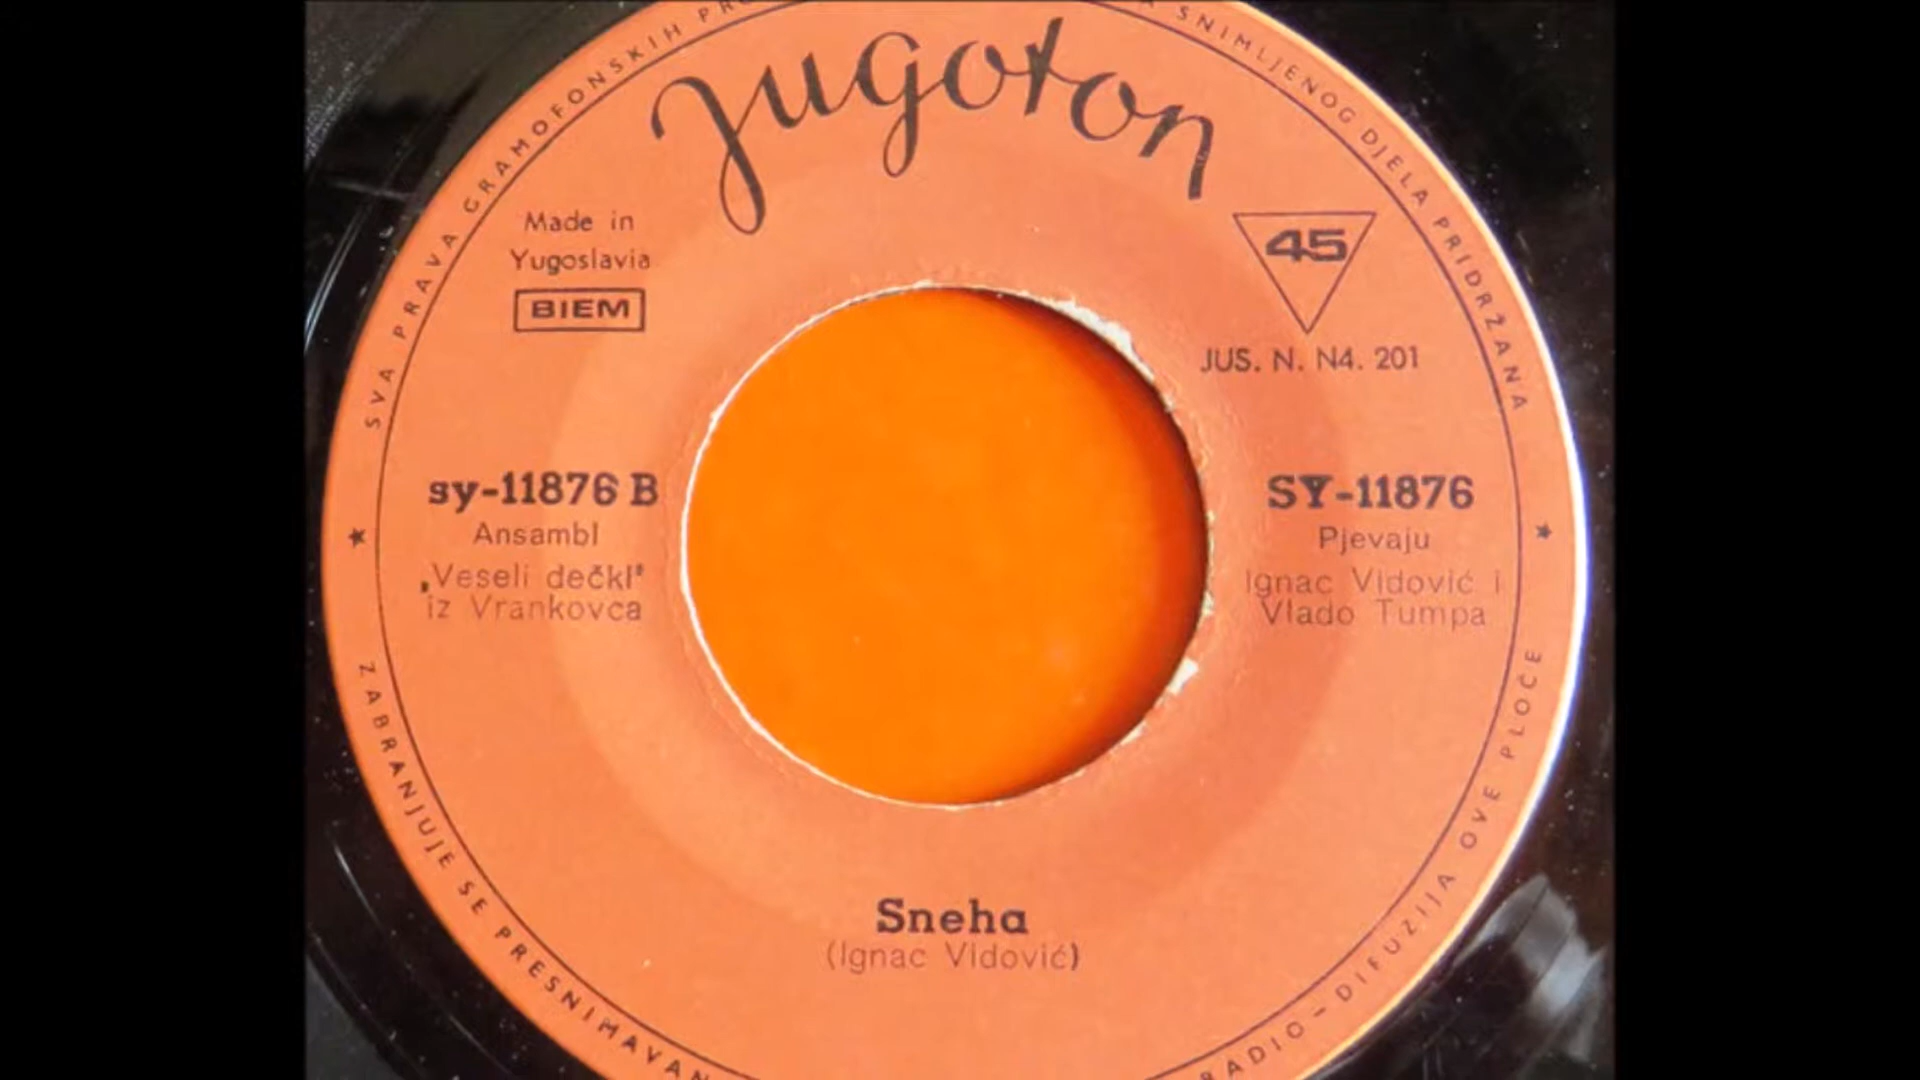 SVA PRAVA GRAMOFONSKIH
SNIMLJENOG DJELA PRIDRŽANA
Jugoton
Made in
Yugoslavia
BIEM
45
JUS. N. N4. 201
sy-11876 B
Ansambl
„Veseli dečkI"
iz Vrankovca
SY-11876
Pjevaju
Ignac Vidović i
Vlado Tumpa
Sneha
(Ignac Vidović)
ZABRANJUJE SE
RADIO-DIFUZIJA OVE PLOČE